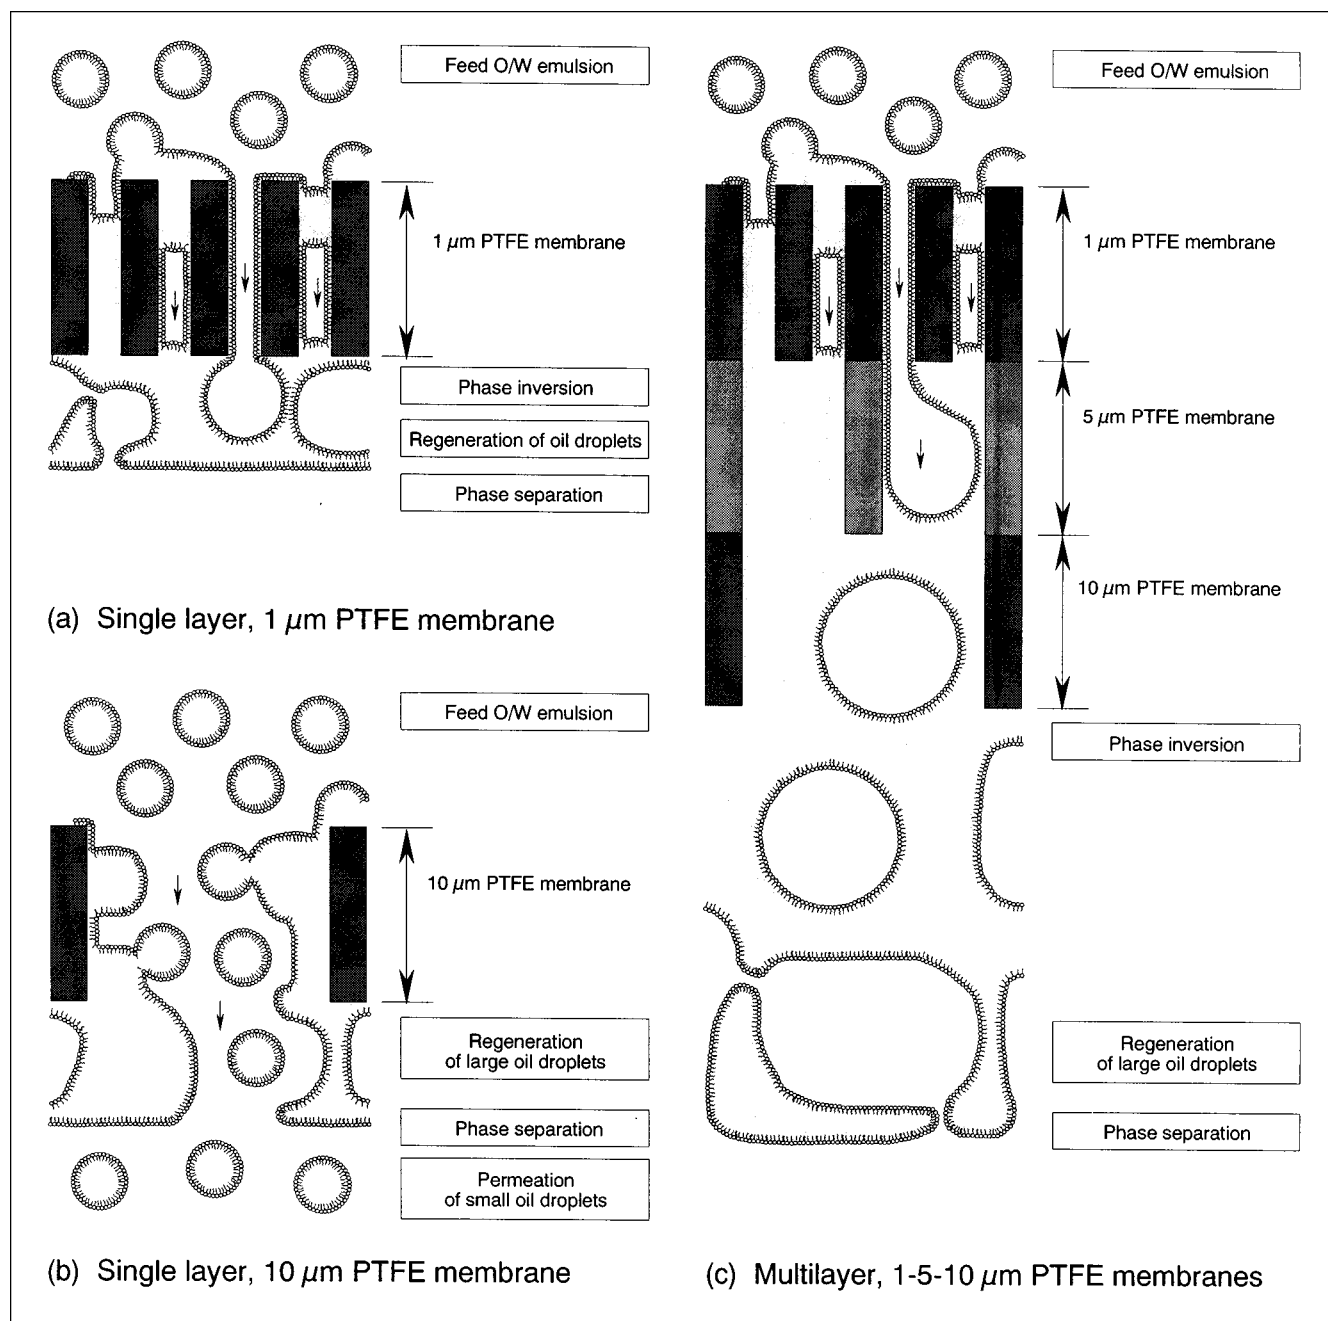 Feed O/W emulsion
1 μm PTFE membrane
Phase inversion
Regeneration of oil droplets
Phase separation
(a) Single layer, 1 μm PTFE membrane
Feed O/W emulsion
10 μm PTFE membrane
Regeneration
of large oil droplets
Phase separation
Permeation
of small oil droplets
(b) Single layer, 10 μm PTFE membrane
Feed O/W emulsion
1 μm PTFE membrane
5 μm PTFE membrane
10 μm PTFE membrane
Phase inversion
Regeneration
of large oil droplets
Phase separation
(c) Multilayer, 1-5-10 μm PTFE membranes